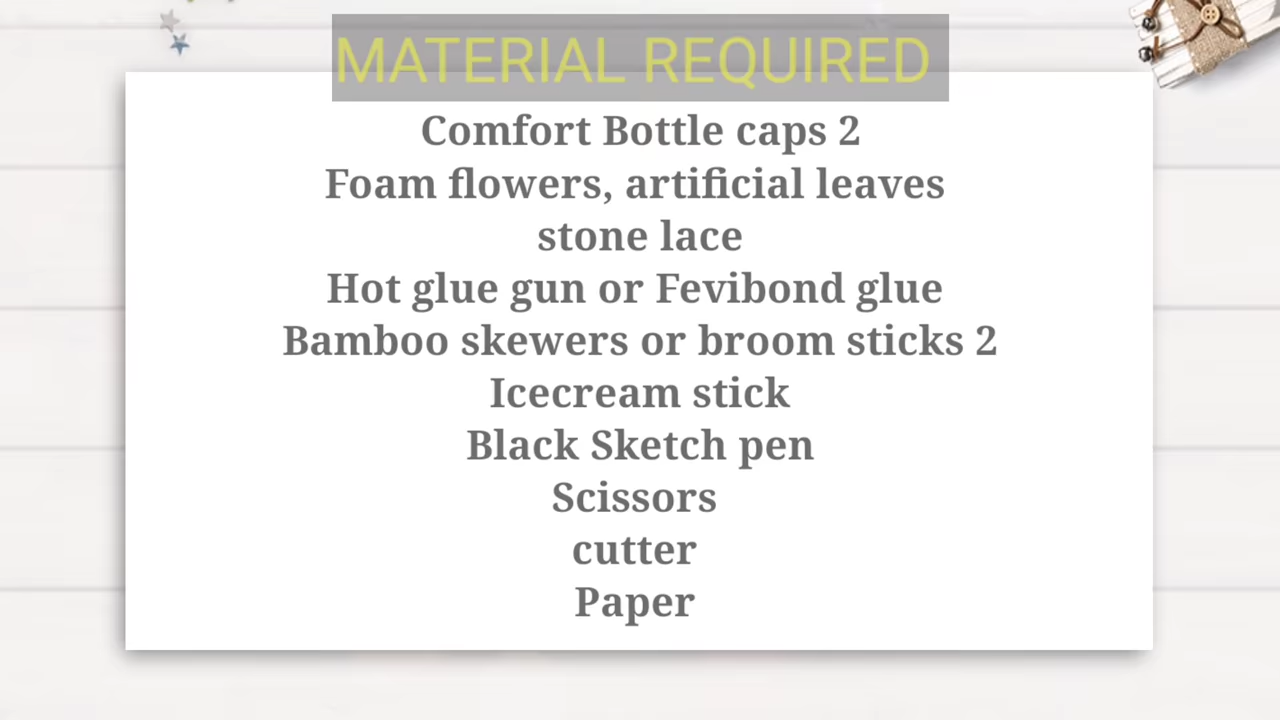 MATERIAL REQUIRED
Comfort Bottle caps 2
Foam flowers, artificial leaves
stone lace
Hot glue gun or Fevibond glue
Bamboo skewers or broom sticks 2
Icecream stick
Black Sketch pen
Scissors
cutter
Paper